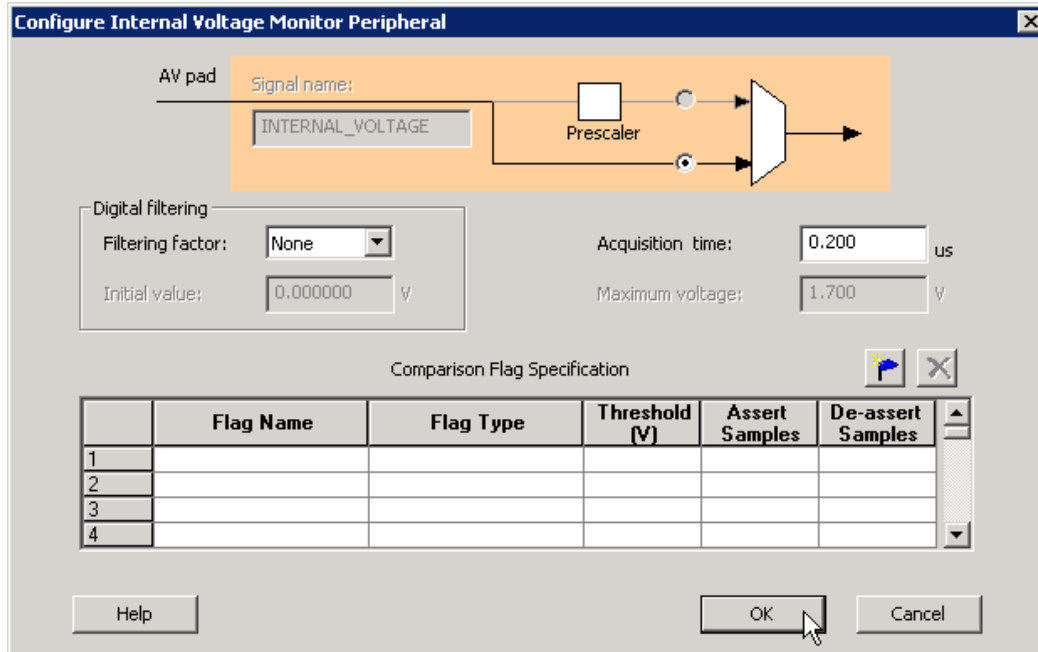 Configure Internal Voltage Monitor Peripheral
AV pad
Signal name:
INTERNAL_VOLTAGE
Prescaler
Digital filtering
Filtering factor: None
Acquisition time: 0.200 us
Initial value: 0.000000 V
Maximum voltage: 1.700 V
Comparison Flag Specification
Flag Name Flag Type Threshold (V) Assert Samples De-assert Samples
1
2
3
4
Help OK Cancel